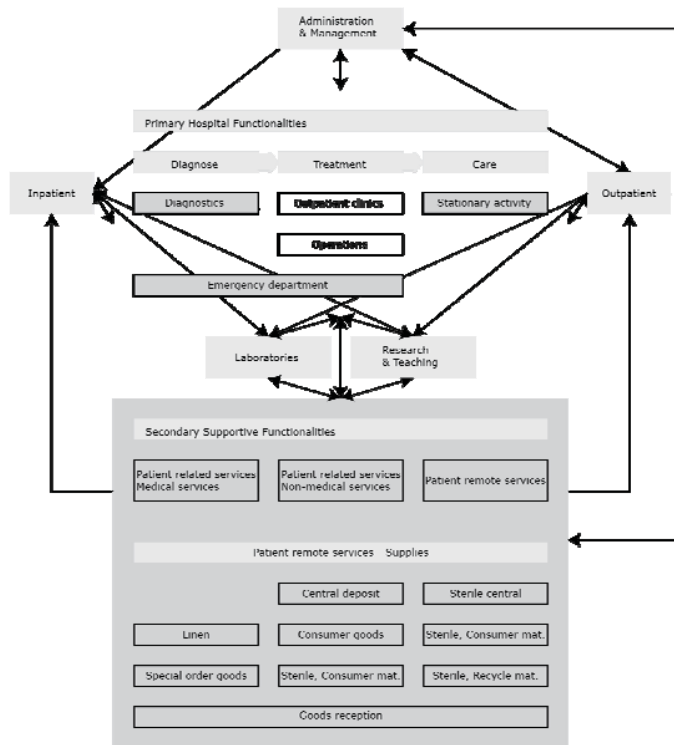 Administration
& Management
Primary Hospital Functionalities
Diagnose
Treatment
Care
Inpatient
Outpatient
Diagnostics
Outpatient clinics
Stationary activity
Operations
Emergency department
Laboratories
Research
& Teaching
Secondary Supportive Functionalities
Patient related services
Medical services
Patient related services
Non-medical services
Patient remote services
Patient remote services Supplies
Central deposit
Sterile central
Linen
Consumer goods
Sterile, Consumer mat.
Special order goods
Sterile, Consumer mat.
Sterile, Recycle mat.
Goods reception